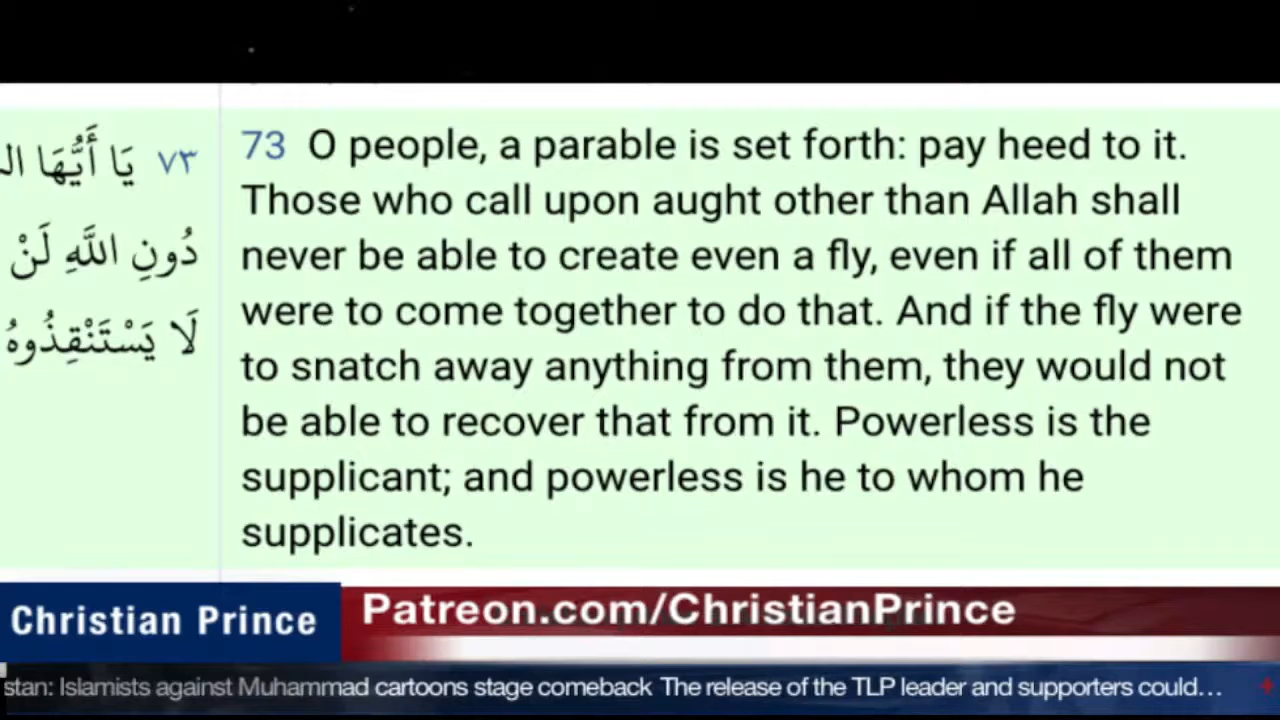 ٧٣ يَا أَيُّهَا
دُونِ اللَّهِ لَنْ
لَا يَسْتَنْقِذُوهُ
73 O people, a parable is set forth: pay heed to it.
Those who call upon aught other than Allah shall
never be able to create even a fly, even if all of them
were to come together to do that. And if the fly were
to snatch away anything from them, they would not
be able to recover that from it. Powerless is the
supplicant; and powerless is he to whom he
supplicates.
Christian Prince
Patreon.com/ChristianPrince
stan: Islamists against Muhammad cartoons stage comeback The release of the TLP leader and supporters could...